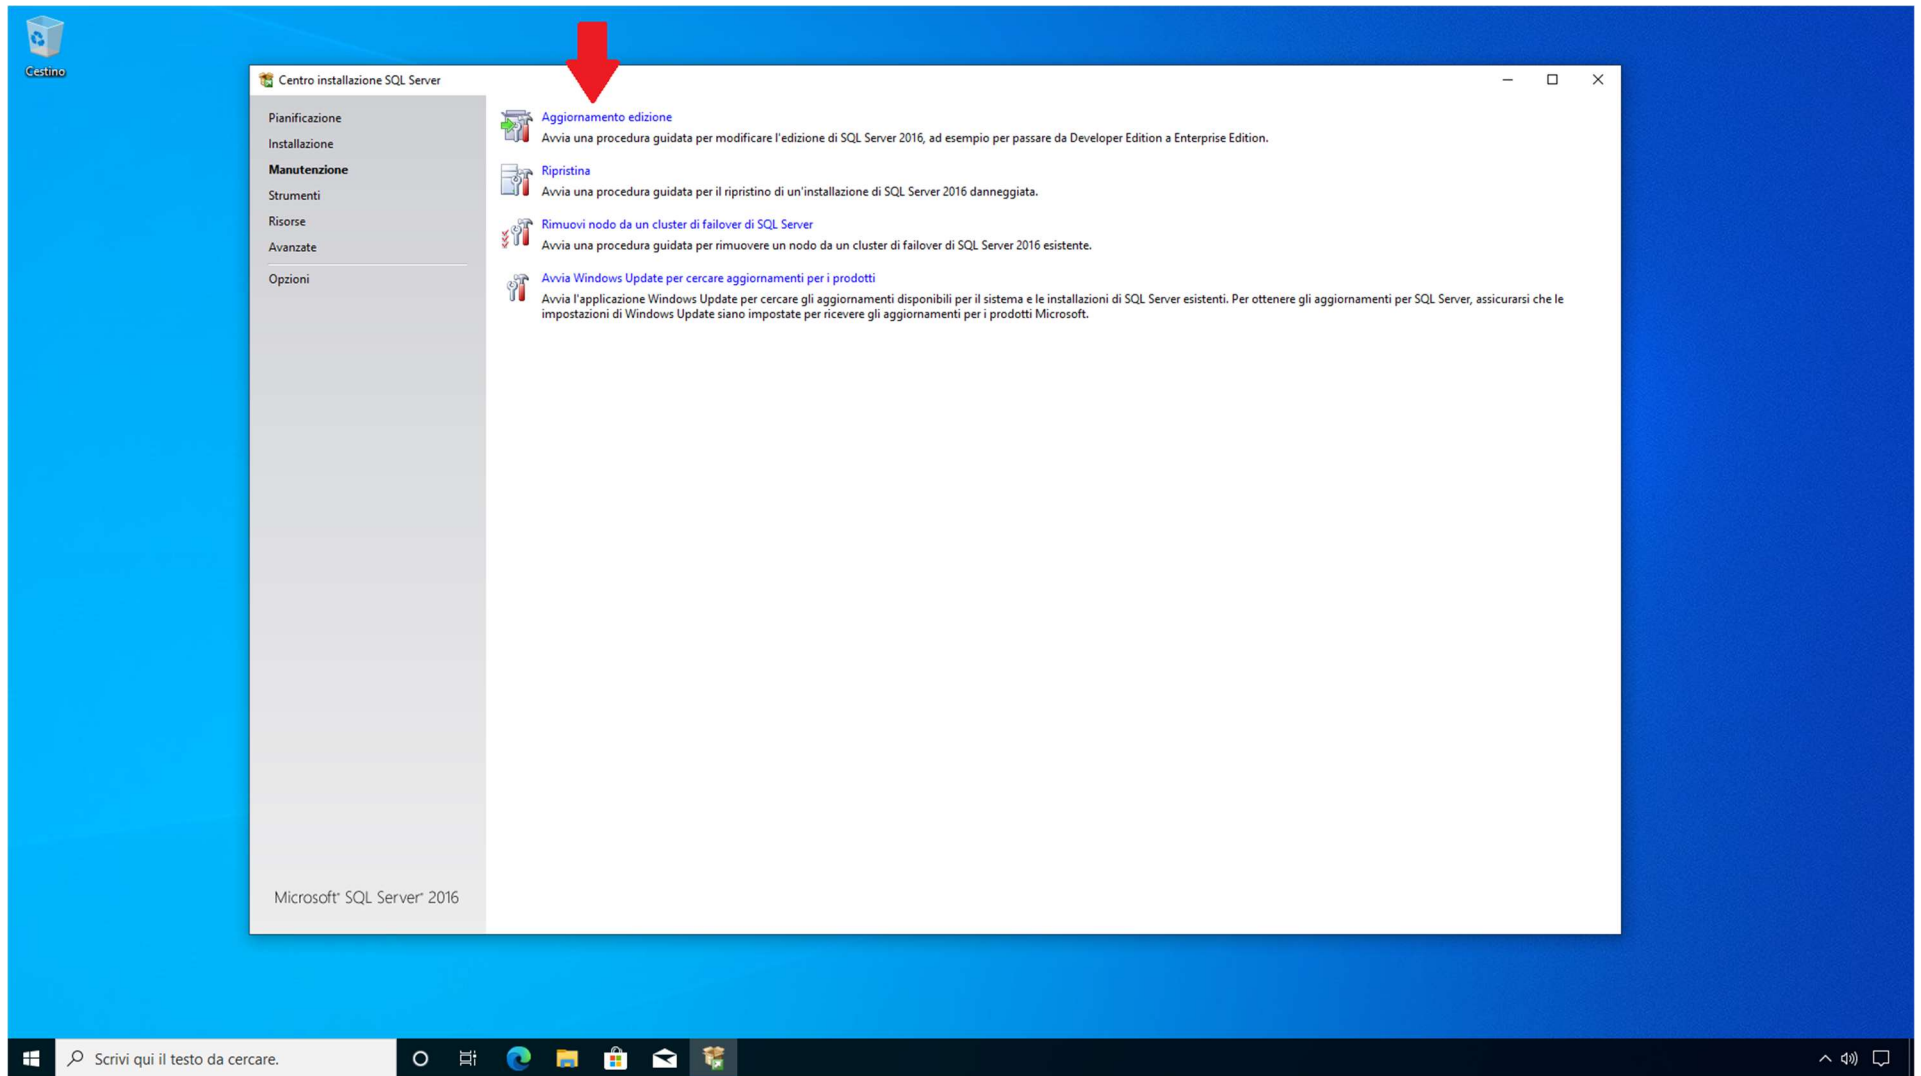 Cestino
Centro installazione SQL Server
Pianificazione
Installazione
Manutenzione
Strumenti
Risorse
Avanzate
Opzioni
Aggiornamento edizione
Avvia una procedura guidata per modificare l'edizione di SQL Server 2016, ad esempio per passare da Developer Edition a Enterprise Edition.
Ripristina
Avvia una procedura guidata per il ripristino di un'installazione di SQL Server 2016 danneggiata.
Rimuovi nodo da un cluster di failover di SQL Server
Avvia una procedura guidata per rimuovere un nodo da un cluster di failover di SQL Server 2016 esistente.
Avvia Windows Update per cercare aggiornamenti per i prodotti
Avvia l'applicazione Windows Update per cercare gli aggiornamenti disponibili per il sistema e le installazioni di SQL Server esistenti. Per ottenere gli aggiornamenti per SQL Server, assicurarsi che le
impostazioni di Windows Update siano impostate per ricevere gli aggiornamenti per i prodotti Microsoft.
Microsoft® SQL Server® 2016
Scrivi qui il testo da cercare.